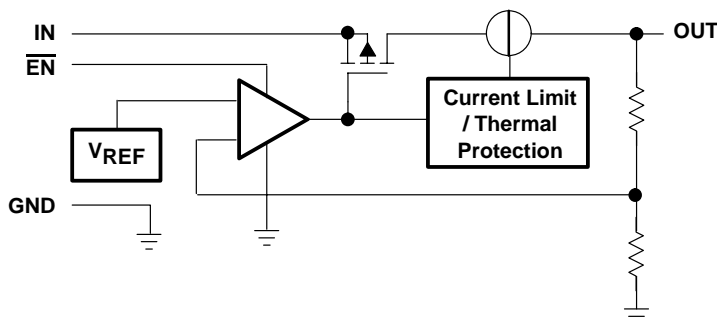 IN
OUT
EN
Current Limit
/ Thermal
Protection
VREF
GND